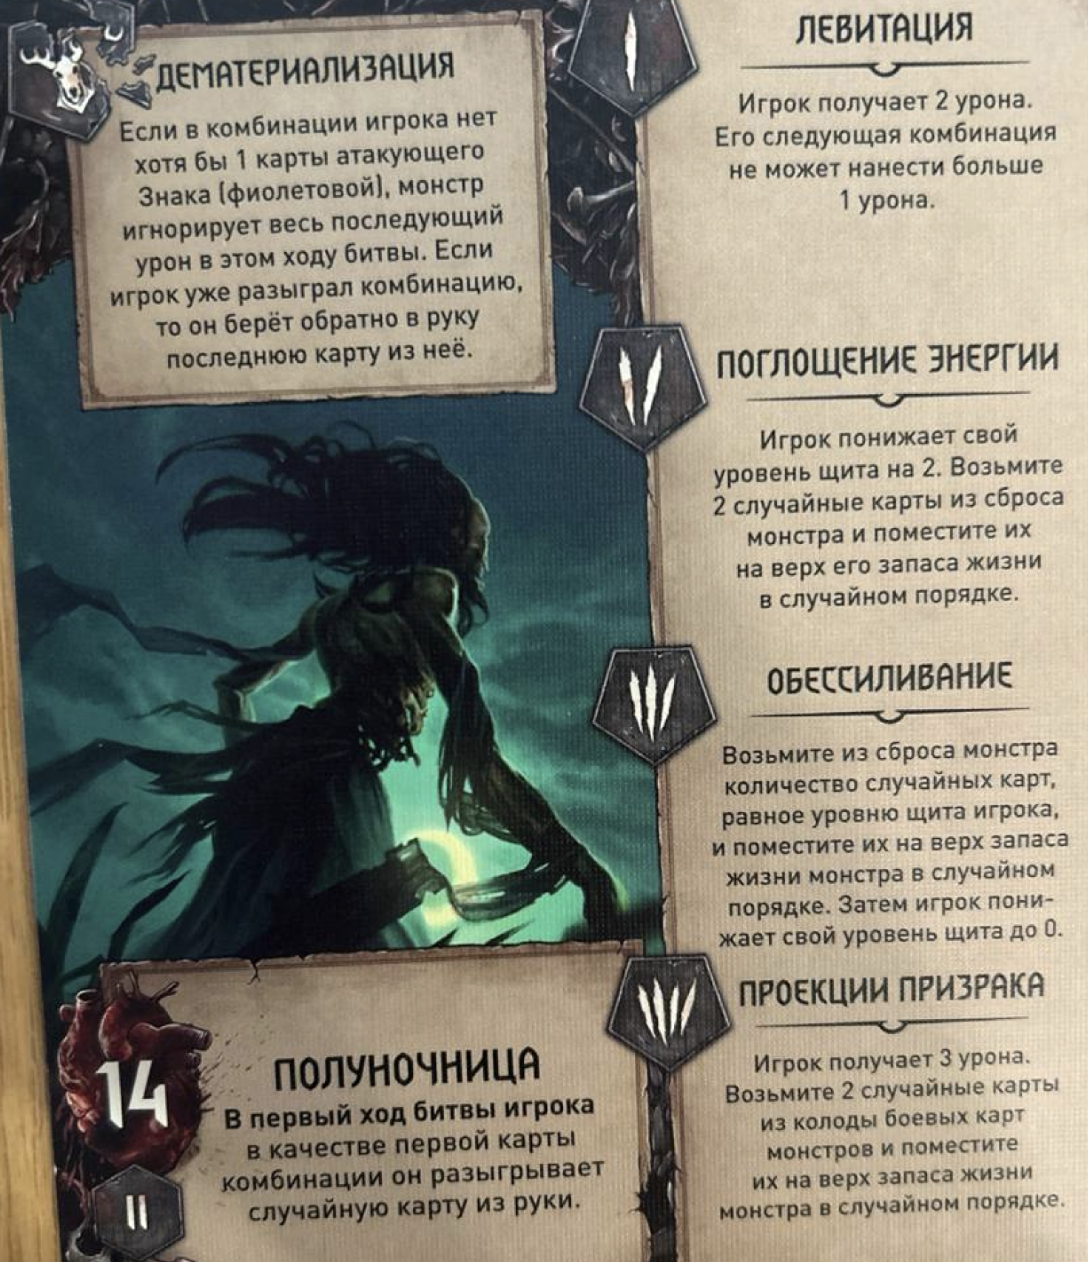 ДЕМАТЕРИАЛИЗАЦИЯ
Если в комбинации игрока нет
хотя бы 1 карты атакующего
Знака (фиолетовой), монстр
игнорирует весь последующий
урон в этом ходу битвы. Если
игрок уже разыграл комбинацию,
то он берёт обратно в руку
последнюю карту из неё.
14
II
ПОЛУНОЧНИЦА
В первый ход битвы игрока
в качестве первой карты
комбинации он разыгрывает
случайную карту из руки.
ЛЕВИТАЦИЯ
Игрок получает 2 урона.
Его следующая комбинация
не может нанести больше
1 урона.
ПОГЛОЩЕНИЕ ЭНЕРГИИ
Игрок понижает свой
уровень щита на 2. Возьмите
2 случайные карты из сброса
монстра и поместите их
на верх его запаса жизни
в случайном порядке.
ОБЕССИЛИВАНИЕ
Возьмите из сброса монстра
количество случайных карт,
равное уровню щита игрока,
и поместите их на верх запаса
жизни монстра в случайном
порядке. Затем игрок пони-
жает свой уровень щита до 0.
ПРОЕКЦИИ ПРИЗРАКА
Игрок получает 3 урона.
Возьмите 2 случайные карты
из колоды боевых карт
монстров и поместите
их на верх запаса жизни
монстра в случайном порядке.